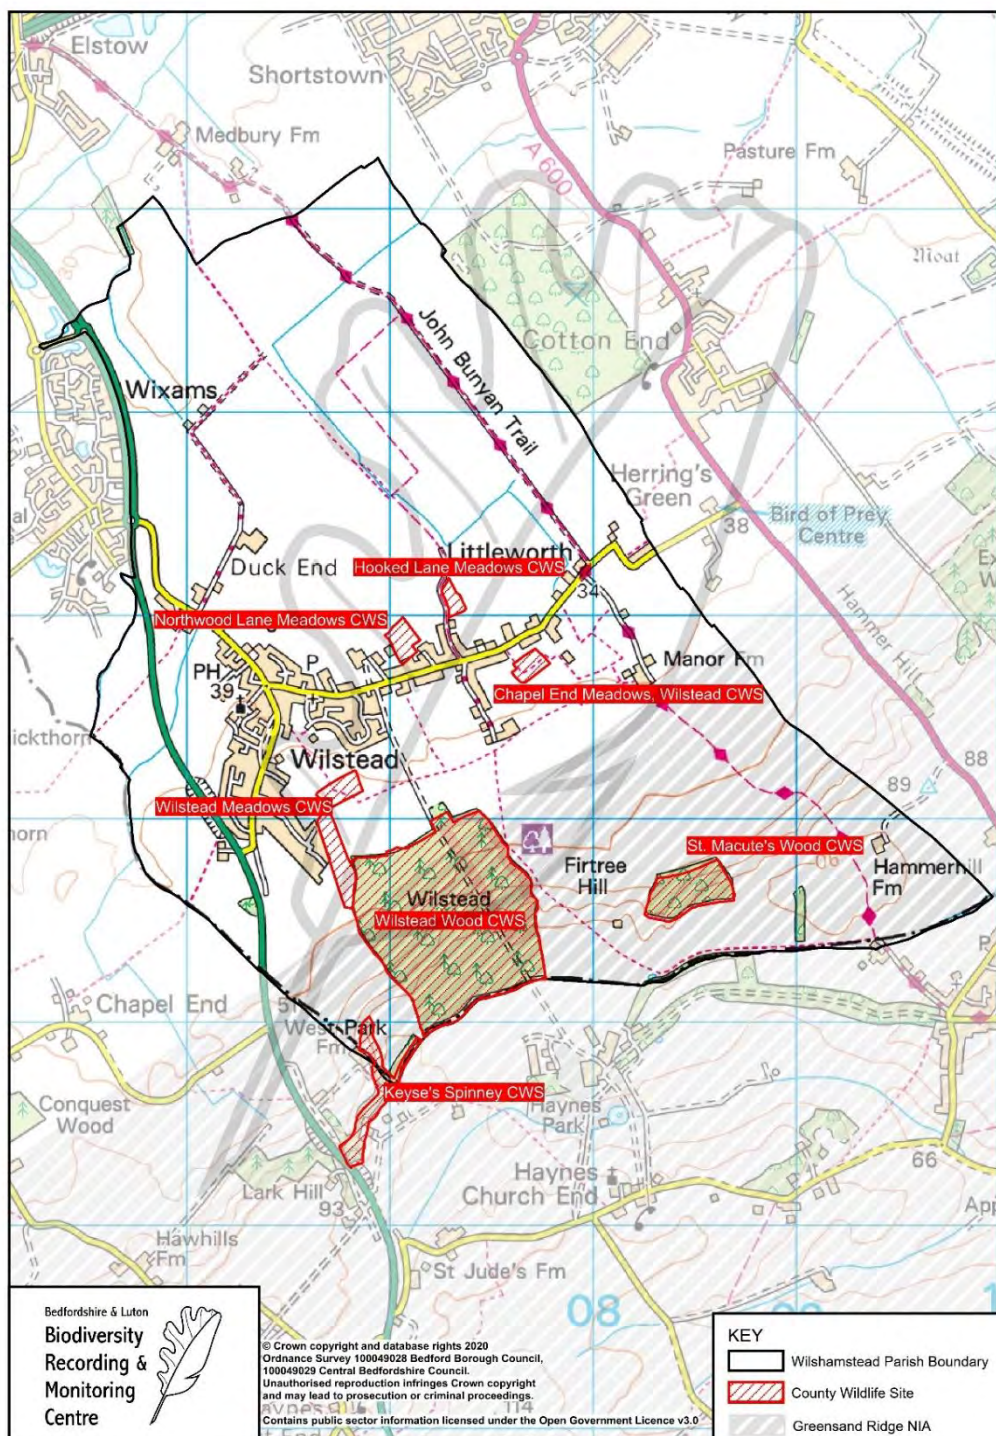 Elstow
Shortstown
Medbury Fm
A 600
Pasture Fm
Moat
30
John Bunyan Trail
Cotton End
Wixams
Herring's
Green
38
Bird of Prey
Centre
Duck End
Littleworth
Hooked Lane Meadows CWS
34
Northwood Lane Meadows CWS
Hammer Hill
PH
P
39
Manor Fm
Chapel End Meadows, Wilstead CWS
ickthorn
Wilstead
88
89
Wilstead Meadows CWS
horn
St. Macute's Wood CWS
Firtree
Hill
Hammerhill
Fm
Wilstead
Wilstead Wood CWS
Chapel End
51
West Park
Fm
Keyse's Spinney CWS
Conquest
Wood
Haynes
Park
Haynes
Church End
66
Lark Hill
93
Hawhills
Fm
St Jude's Fm
08
Bedfordshire & Luton
Biodiversity
Recording &
Monitoring
Centre
© Crown copyright and database rights 2020
Ordnance Survey 100049028 Bedford Borough Council,
100049029 Central Bedfordshire Council.
Unauthorised reproduction infringes Crown copyright
and may lead to prosecution or criminal proceedings.
114
Contains public sector information licensed under the Open Government Licence v3.0
KEY
Wilshamstead Parish Boundary
County Wildlife Site
Greensand Ridge NIA